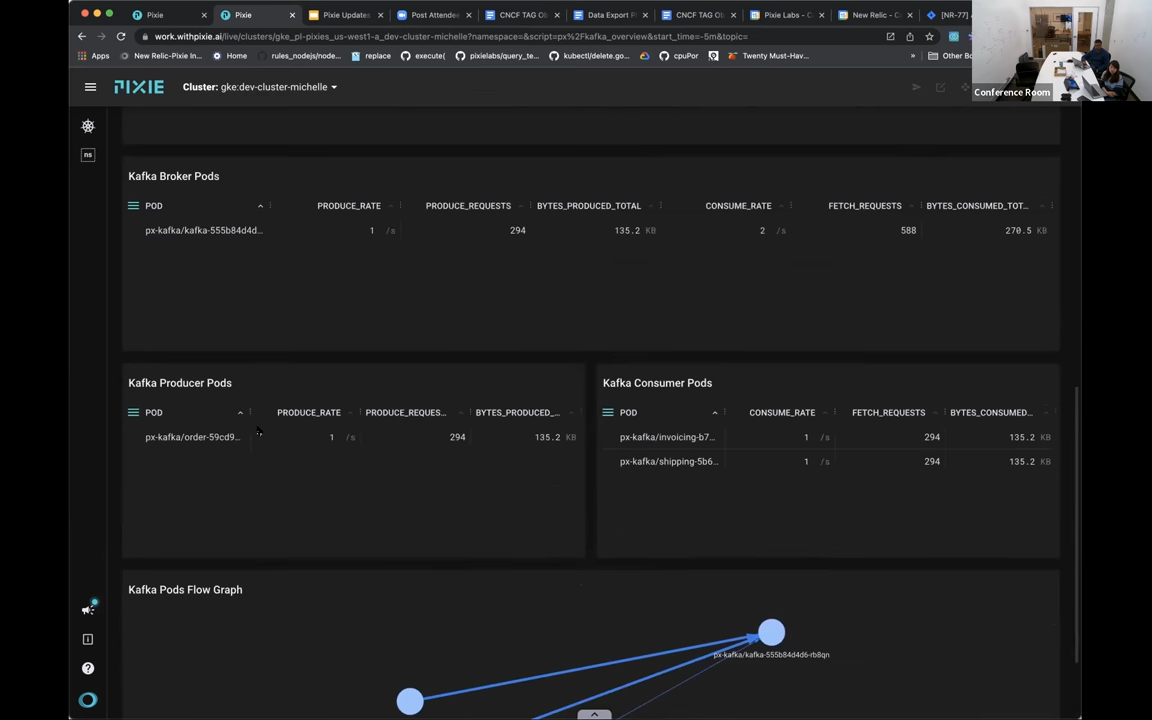 Pixie
Pixie
Pixie Updates
Post Attendee
CNCF TAG Ob
Data Export P
CNCF TAG Ob
Pixie Labs - C
New Relic - C
[NR-77]
work.withpixie.ai/live/clusters/gke_pl-pixies_us-west1-a_dev-cluster-michelle?namespace=&script=px%2Fkafka_overview&start_time=-5m&topic=
Apps
New Relic-Pixie In...
Home
rules_nodejs/node...
replace
execute(
pixielabs/query_te...
kubectl/delete.go...
cpuPor
Twenty Must-Hav...
»
Other Bo
Conference Room
PIXIE
Cluster: gke:dev-cluster-michelle
ns
Kafka Broker Pods
POD PRODUCE_RATE PRODUCE_REQUESTS BYTES_PRODUCED_TOTAL CONSUME_RATE FETCH_REQUESTS BYTES_CONSUMED_TOT...
px-kafka/kafka-555b84d4d... 1 /s 294 135.2 KB 2 /s 588 270.5 KB
Kafka Producer Pods
POD PRODUCE_RATE PRODUCE_REQUES... BYTES_PRODUCED_...
px-kafka/order-59cd9... 1 /s 294 135.2 KB
Kafka Consumer Pods
POD CONSUME_RATE FETCH_REQUESTS BYTES_CONSUMED...
px-kafka/invoicing-b7... 1 /s 294 135.2 KB
px-kafka/shipping-5b6... 1 /s 294 135.2 KB
Kafka Pods Flow Graph
px-kafka/kafka-555b84d4d6-rb8qn